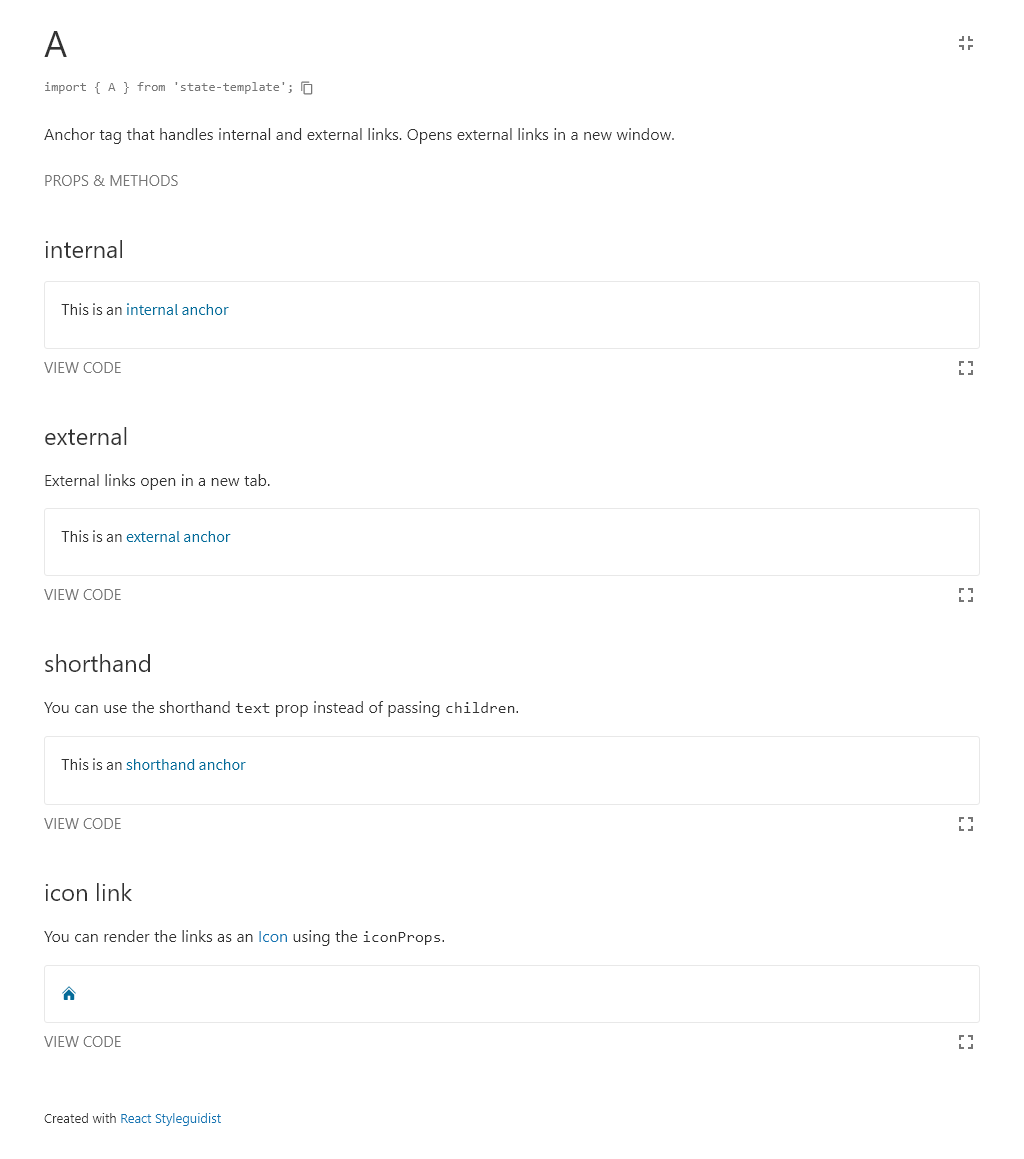 A
import { A } from 'state-template';
Anchor tag that handles internal and external links. Opens external links in a new window.
PROPS & METHODS
internal
This is an internal anchor
VIEW CODE
external
External links open in a new tab.
This is an external anchor
VIEW CODE
shorthand
You can use the shorthand text prop instead of passing children.
This is an shorthand anchor
VIEW CODE
icon link
You can render the links as an Icon using the iconProps.
VIEW CODE
Created with React Styleguidist